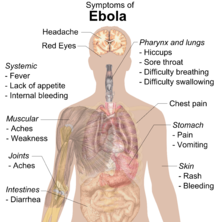 Symptoms of
Ebola
Headache
Red Eyes
Systemic
- Fever
- Lack of appetite
- Internal bleeding
Muscular
- Aches
- Weakness
Joints
- Aches
Intestines
- Diarrhea
Pharynx and lungs
- Hiccups
- Sore throat
- Difficulty breathing
- Difficulty swallowing
Chest pain
Stomach
- Pain
- Vomiting
Skin
- Rash
- Bleeding